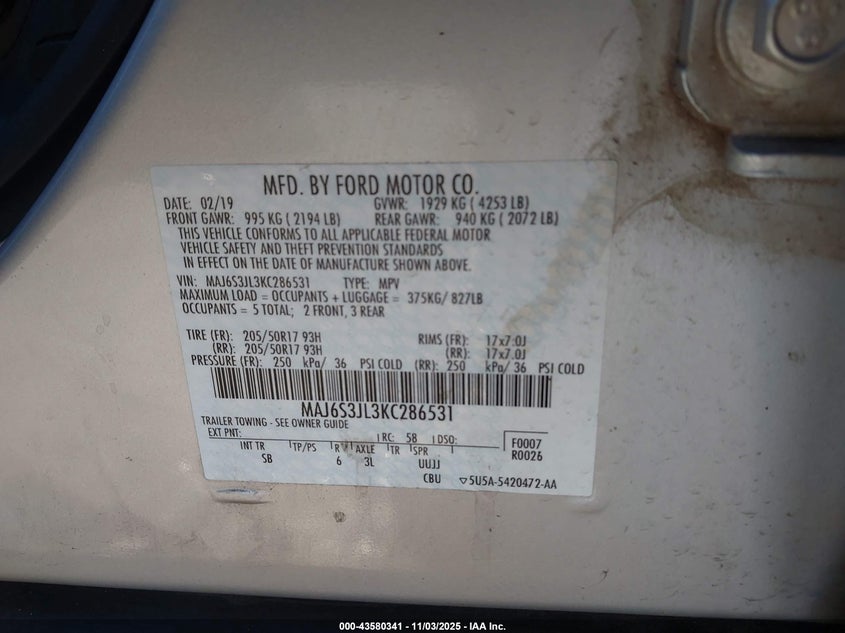 MFD. BY FORD MOTOR CO.
DATE: 02/19 GVWR: 1929 KG ( 4253 LB)
FRONT GAWR: 995 KG ( 2194 LB) REAR GAWR: 940 KG ( 2072 LB)
THIS VEHICLE CONFORMS TO ALL APPLICABLE FEDERAL MOTOR
VEHICLE SAFETY AND THEFT PREVENTION STANDARDS
IN EFFECT ON THE DATE OF MANUFACTURE SHOWN ABOVE.
VIN: MAJ6S3JL3KC286531 TYPE: MPV
MAXIMUM LOAD = OCCUPANTS + LUGGAGE = 375KG/ 827LB
OCCUPANTS = 5 TOTAL; 2 FRONT, 3 REAR
TIRE (FR): 205/50R17 93H RIMS (FR): 17x7.0J
(RR): 205/50R17 93H (RR): 17x7.0J
PRESSURE (FR): 250 kPa/ 36 PSI COLD (RR): 250 kPa/ 36 PSI COLD
MAJ6S3JL3KC286531
TRAILER TOWING - SEE OWNER GUIDE
EXT PNT: RC: 58 DSO: F0007
INT TR TP/PS R AXLE TR SPR R0026
SB 6 3L UUJJ
CBU ▽5U5A-5420472-AA
000-43580341 - 11/03/2025 - IAA Inc.